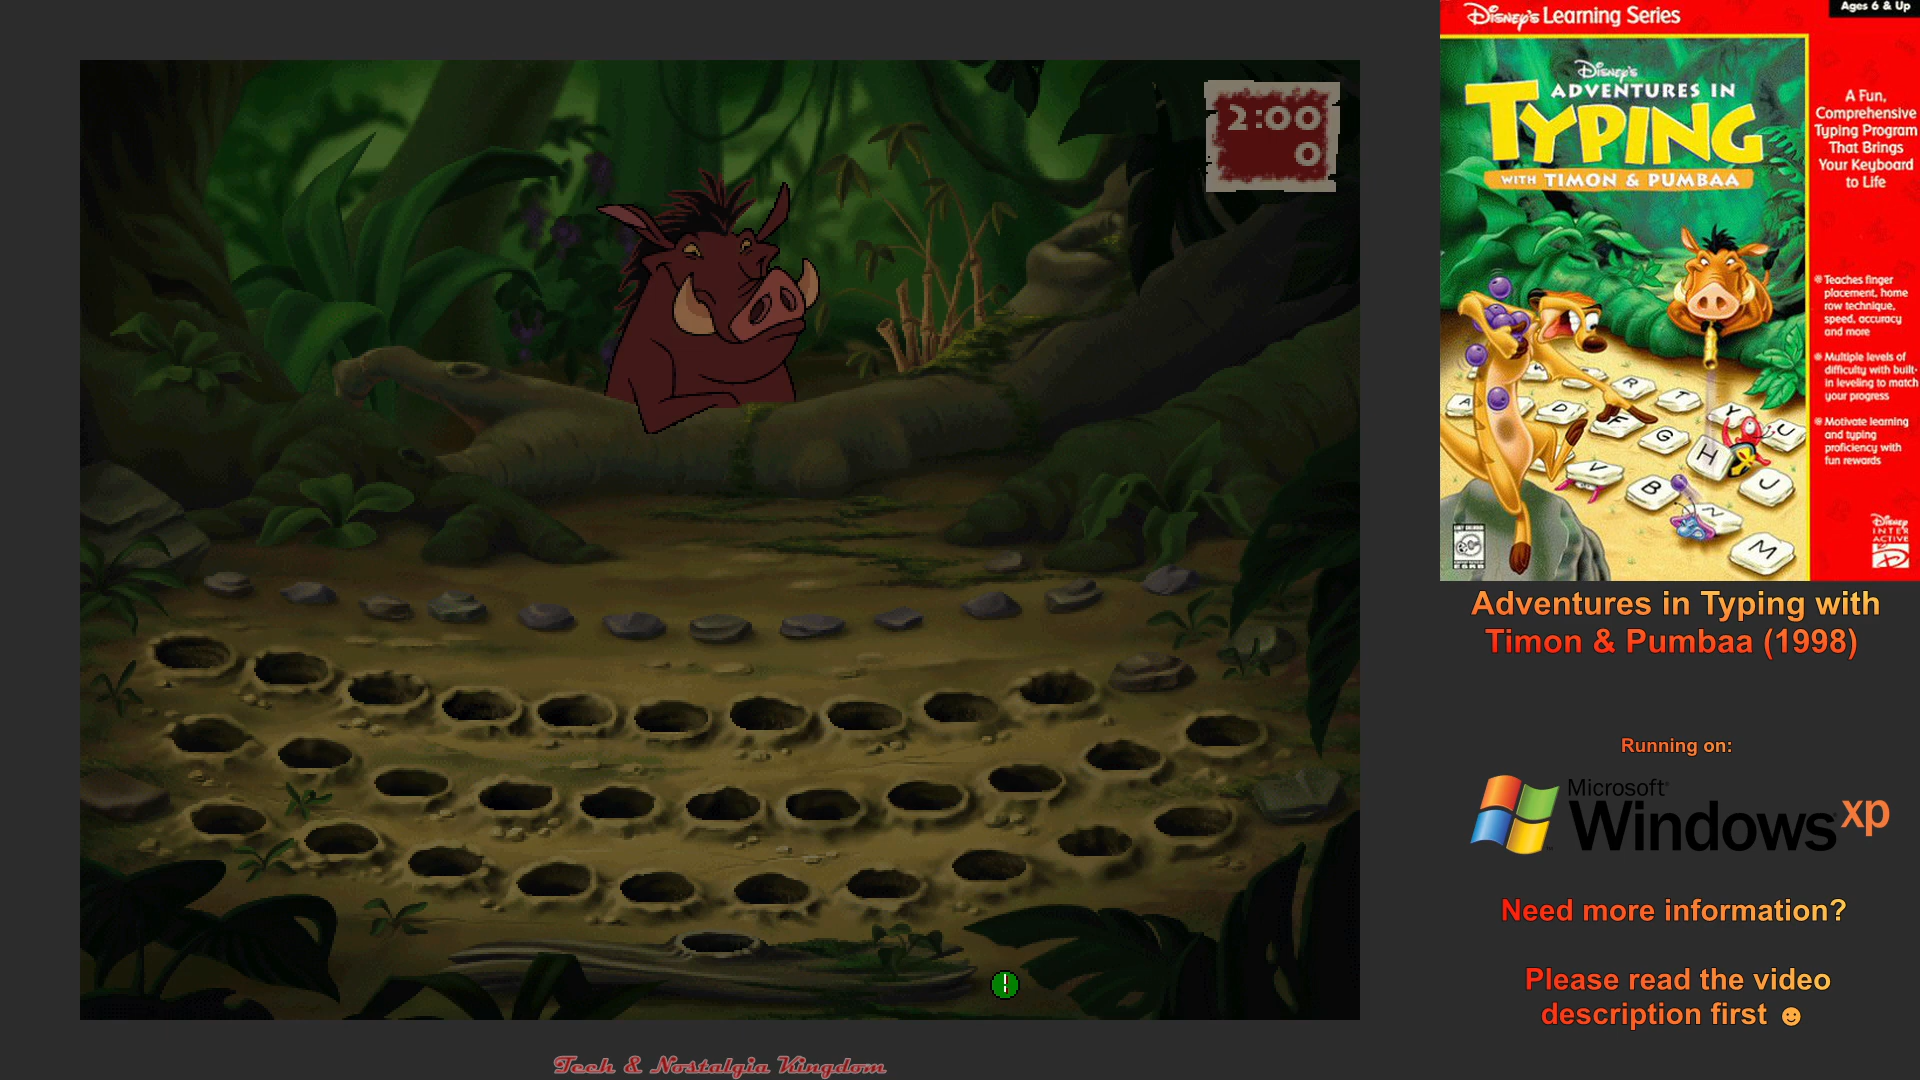 2:00
0
Disney's Learning Series
Ages 6 & Up
Disney's
ADVENTURES IN
TYPING
WITH TIMON & PUMBAA
A Fun,
Comprehensive
Typing Program
That Brings
Your Keyboard
to Life
Teaches finger
placement, home
row technique,
speed, accuracy
and more
Multiple levels of
difficulty with built-
in leveling to match
your progress
Motivate learning
and typing
proficiency with
fun rewards
R
T
Y
U
A
D
F
G
H
J
V
B
N
M
Disney
INTER
ACTIVE
Adventures in Typing with
Timon & Pumbaa (1998)
Running on:
Microsoft
Windows xp
Need more information?
Please read the video
description first ☻
Tech & Nostalgia Kingdom